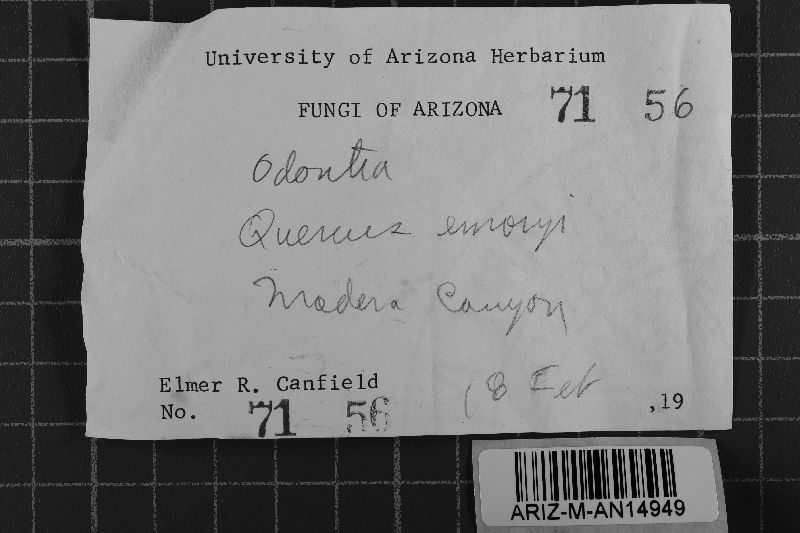 University of Arizona Herbarium
FUNGI OF ARIZONA 71 56
Odontia
Quercus emoryi
Madera Canyon
Elmer R. Canfield 18 Feb ,19
No. 71 56
ARIZ-M-AN14949